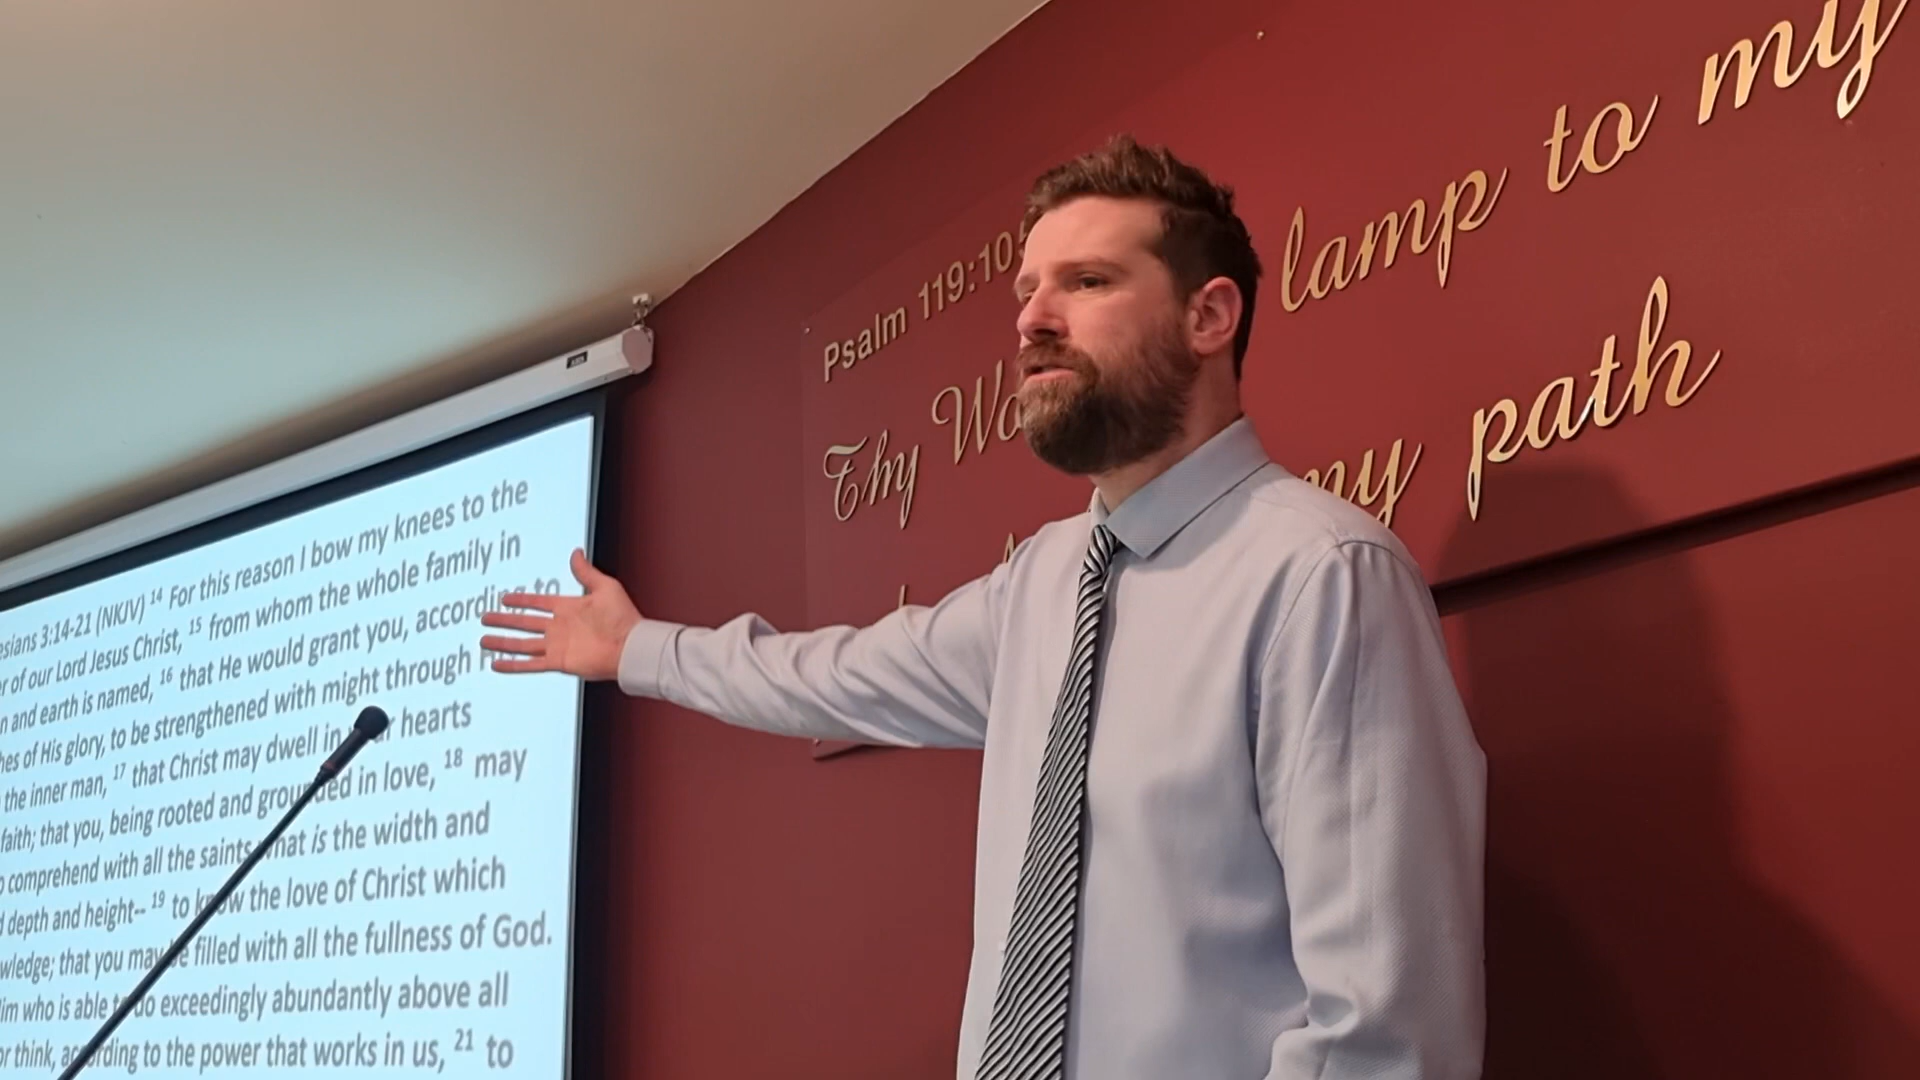 Psalm 119:105
Thy lamp to my
my path
esians 3:14-21 (NKJV) 14 For this reason I bow my knees to the
r of our Lord Jesus Christ, 15 from whom the whole family in
n and earth is named, 16 that He would grant you, according to
hes of His glory, to be strengthened with might through
the inner man, 17 that Christ may dwell in hearts
faith; that you, being rooted and grounded in love, 18 may
comprehend with all the saints what is the width and
d depth and height-- 19 to know the love of Christ which
wledge; that you may be filled with all the fullness of God.
im who is able to do exceedingly abundantly above all
or think, according to the power that works in us, 21 to